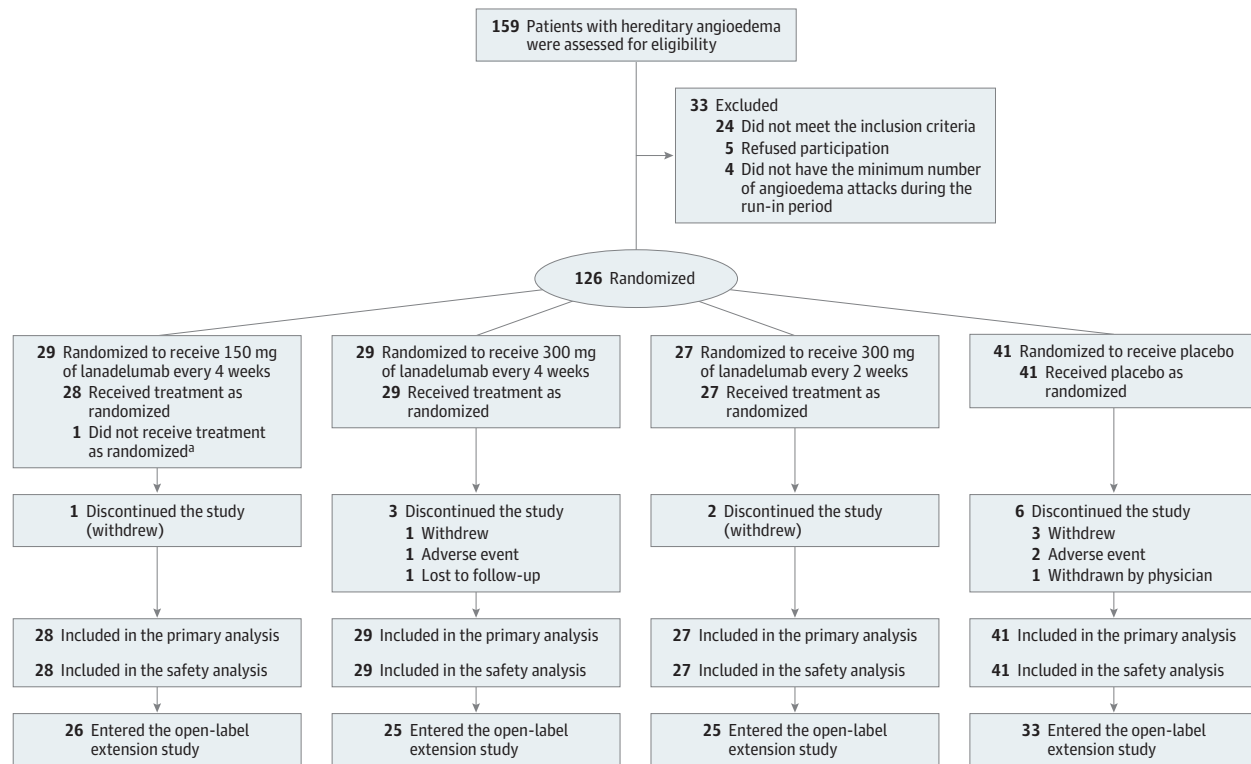 159 Patients with hereditary angioedema
were assessed for eligibility
33 Excluded
24 Did not meet the inclusion criteria
5 Refused participation
4 Did not have the minimum number
of angioedema attacks during the
run-in period
126 Randomized
29 Randomized to receive 150 mg
of lanadelumab every 4 weeks
28 Received treatment as
randomized
1 Did not receive treatment
as randomizedᵃ
29 Randomized to receive 300 mg
of lanadelumab every 4 weeks
29 Received treatment as
randomized
27 Randomized to receive 300 mg
of lanadelumab every 2 weeks
27 Received treatment as
randomized
41 Randomized to receive placebo
41 Received placebo as
randomized
1 Discontinued the study
(withdrew)
3 Discontinued the study
1 Withdrew
1 Adverse event
1 Lost to follow-up
2 Discontinued the study
(withdrew)
6 Discontinued the study
3 Withdrew
2 Adverse event
1 Withdrawn by physician
28 Included in the primary analysis
28 Included in the safety analysis
29 Included in the primary analysis
29 Included in the safety analysis
27 Included in the primary analysis
27 Included in the safety analysis
41 Included in the primary analysis
41 Included in the safety analysis
26 Entered the open-label
extension study
25 Entered the open-label
extension study
25 Entered the open-label
extension study
33 Entered the open-label
extension study